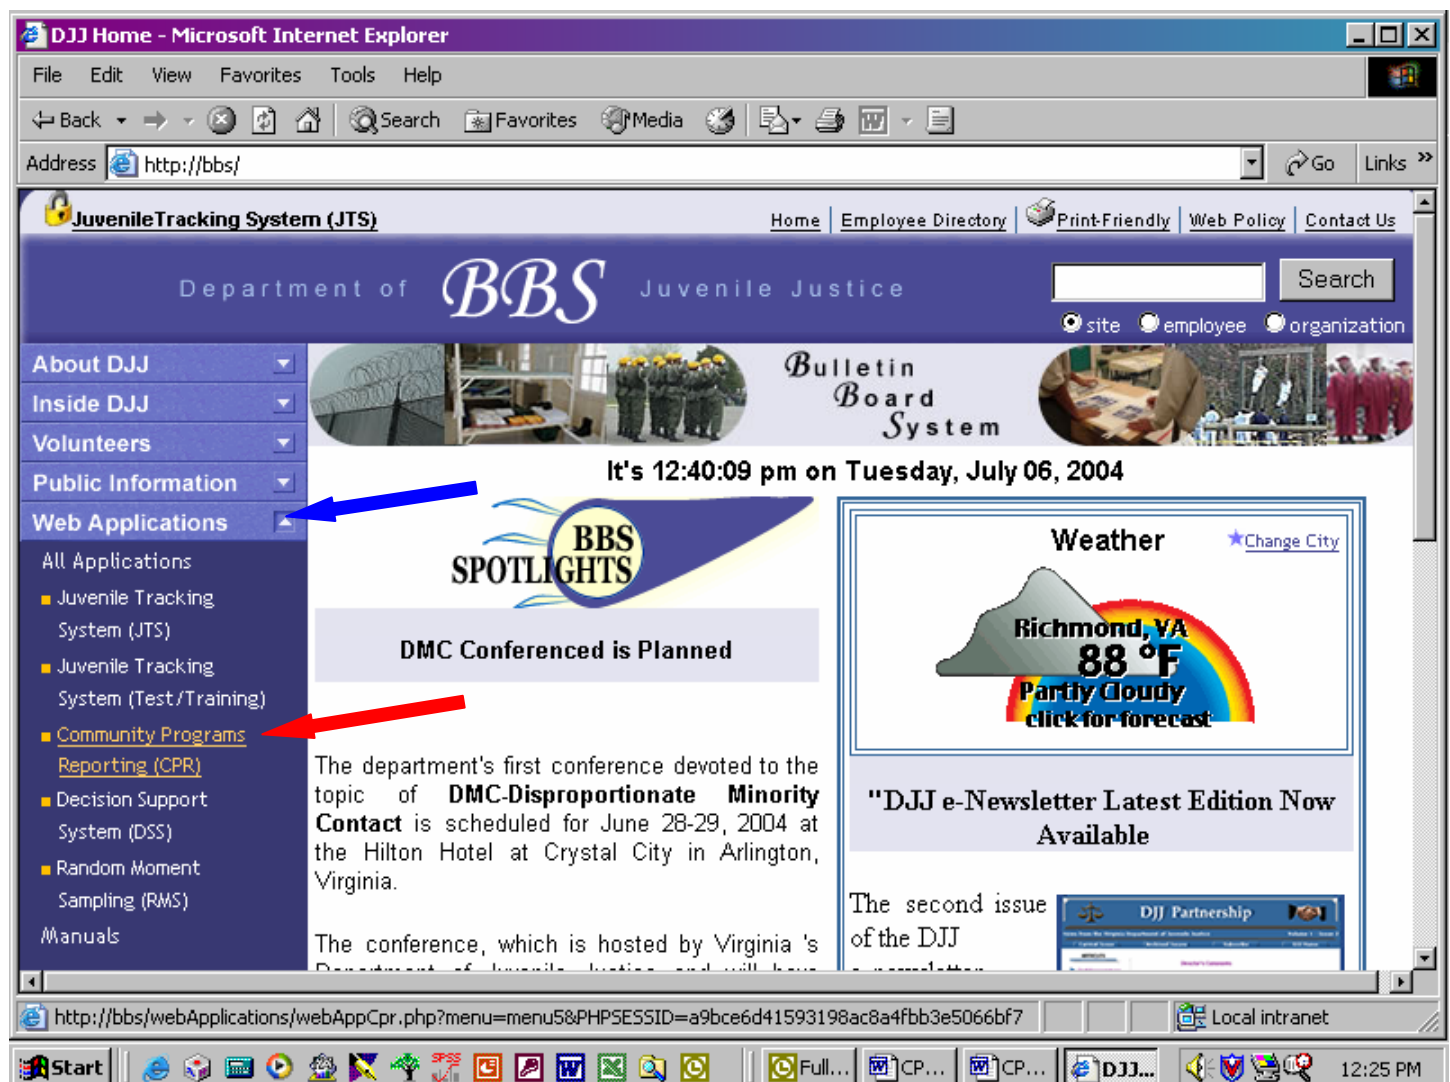 DJJ Home - Microsoft Internet Explorer
File Edit View Favorites Tools Help
Back Search Favorites Media
Address http://bbs/ Go Links »
JuvenileTracking System (JTS) Home Employee Directory Print-Friendly Web Policy Contact Us
Department of BBS Juvenile Justice
Search
site employee organization
About DJJ
Inside DJJ
Volunteers
Public Information
Web Applications
All Applications
Juvenile Tracking
System (JTS)
Juvenile Tracking
System (Test/Training)
Community Programs
Reporting (CPR)
Decision Support
System (DSS)
Random Moment
Sampling (RMS)
Manuals
Bulletin
Board
System
It's 12:40:09 pm on Tuesday, July 06, 2004
BBS
SPOTLIGHTS
DMC Conferenced is Planned
The department's first conference devoted to the
topic of DMC-Disproportionate Minority
Contact is scheduled for June 28-29, 2004 at
the Hilton Hotel at Crystal City in Arlington,
Virginia.
The conference, which is hosted by Virginia 's
Department of Juvenile Justice and will have
Weather Change City
Richmond, VA
88 °F
Partly Cloudy
click for forecast
"DJJ e-Newsletter Latest Edition Now
Available
The second issue
of the DJJ
e-newsletter
DJJ Partnership
http://bbs/webApplications/webAppCpr.php?menu=menu5&PHPSESSID=a9bce6d41593198ac8a4fbb3e5066bf7 Local intranet
Start Full... CP... CP... DJJ... 12:25 PM